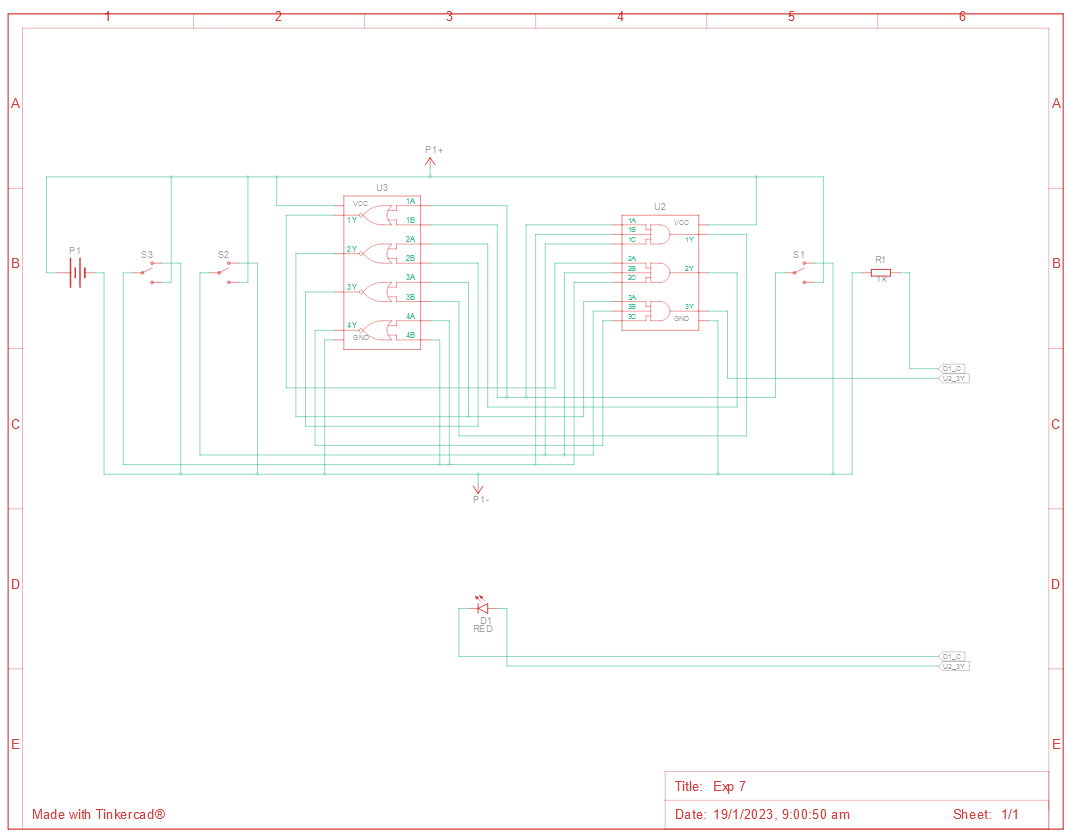 1 2 3 4 5 6
A A
P1+
U3
U2
VCC 1A
1Y 1B
2A
2Y 2B
3A
3Y 3B
4A
4Y 4B
GND
1A VCC
1B
1C 1Y
2A
2B 2Y
2C
3A
3B 3Y
3C GND
B B
P1
S3
S2
S1
R1
1k
D1_C
U2_3Y
C C
P1-
D D
D1
RED
D1_C
U2_3Y
E E
Title: Exp 7
Made with Tinkercad®
Date: 19/1/2023, 9:00:50 am Sheet: 1/1